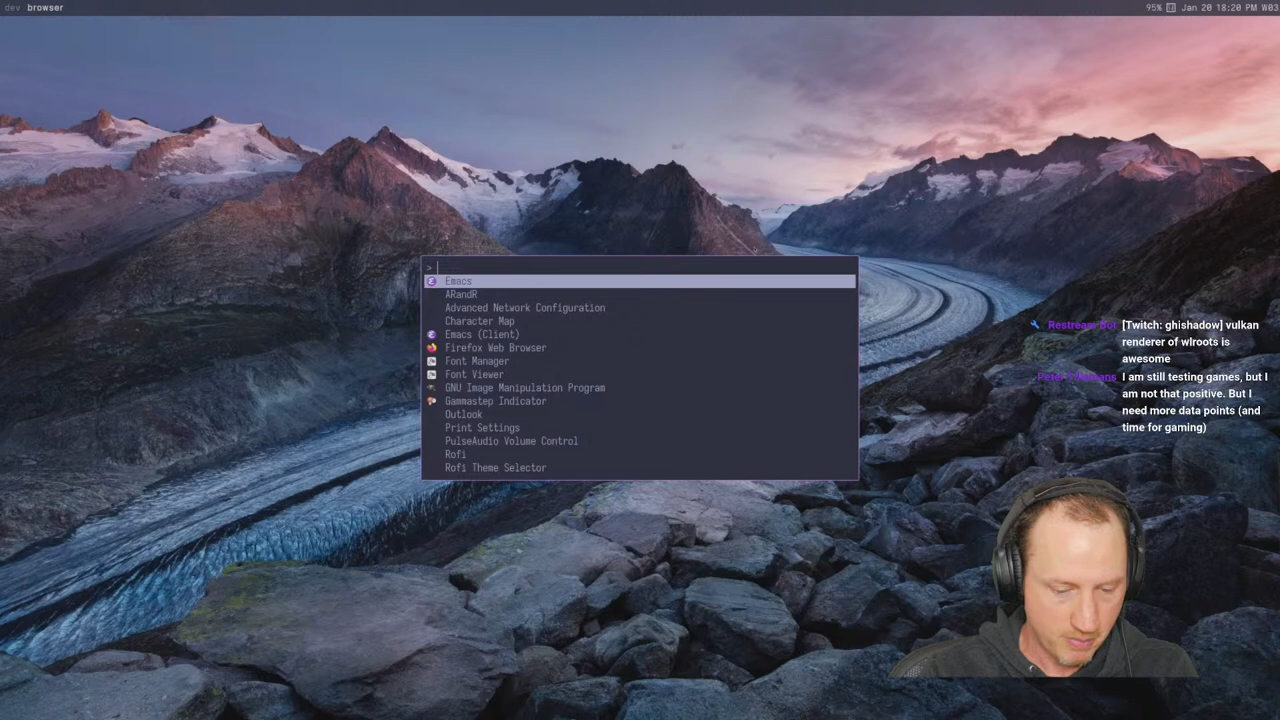 dev browser
95% Jan 20 18:20 PM W03
>
Emacs
ARandR
Advanced Network Configuration
Character Map
Emacs (Client)
Firefox Web Browser
Font Manager
Font Viewer
GNU Image Manipulation Program
Gammastep Indicator
Outlook
Print Settings
PulseAudio Volume Control
Rofi
Rofi Theme Selector
Restream Bot [Twitch: ghishadow] vulkan
renderer of wlroots is
awesome
I am still testing games, but I
am not that positive. But I
need more data points (and
time for gaming)